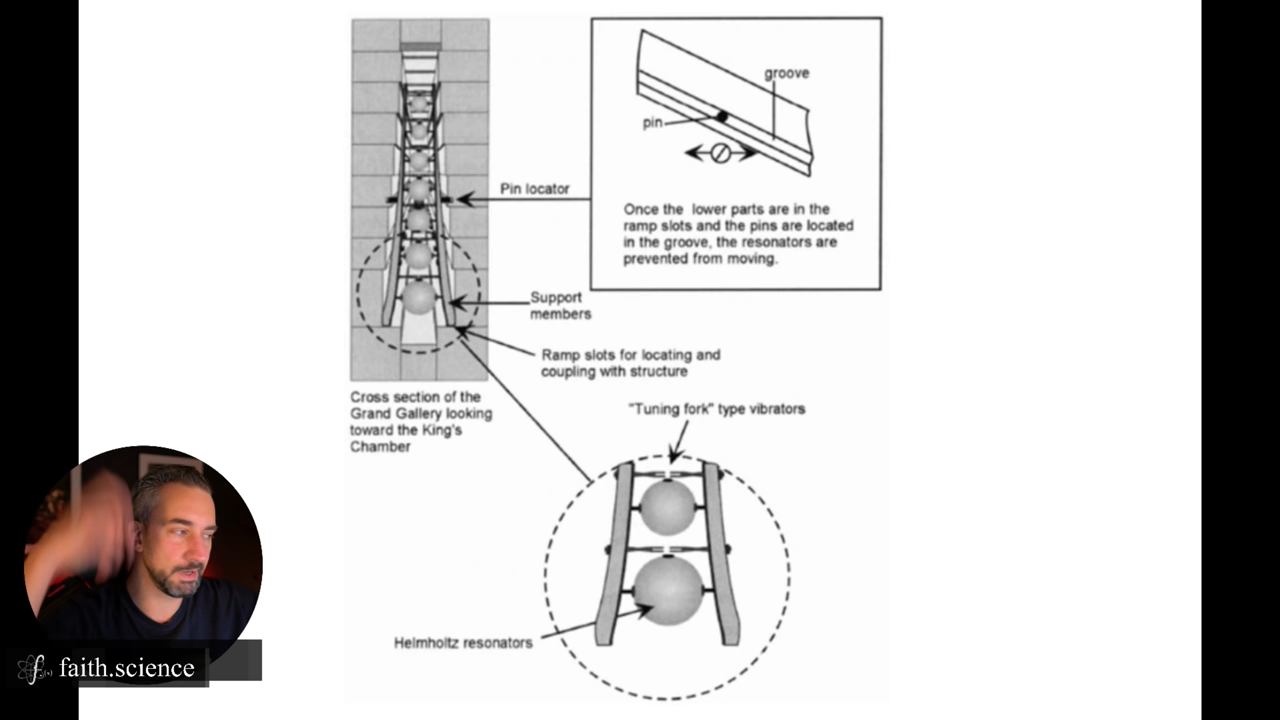 groove
pin
Pin locator
Once the lower parts are in the
ramp slots and the pins are located
in the groove, the resonators are
prevented from moving.
Support
members
Ramp slots for locating and
coupling with structure
Cross section of the
Grand Gallery looking
toward the King's
Chamber
"Tuning fork" type vibrators
Helmholtz resonators
faith.science